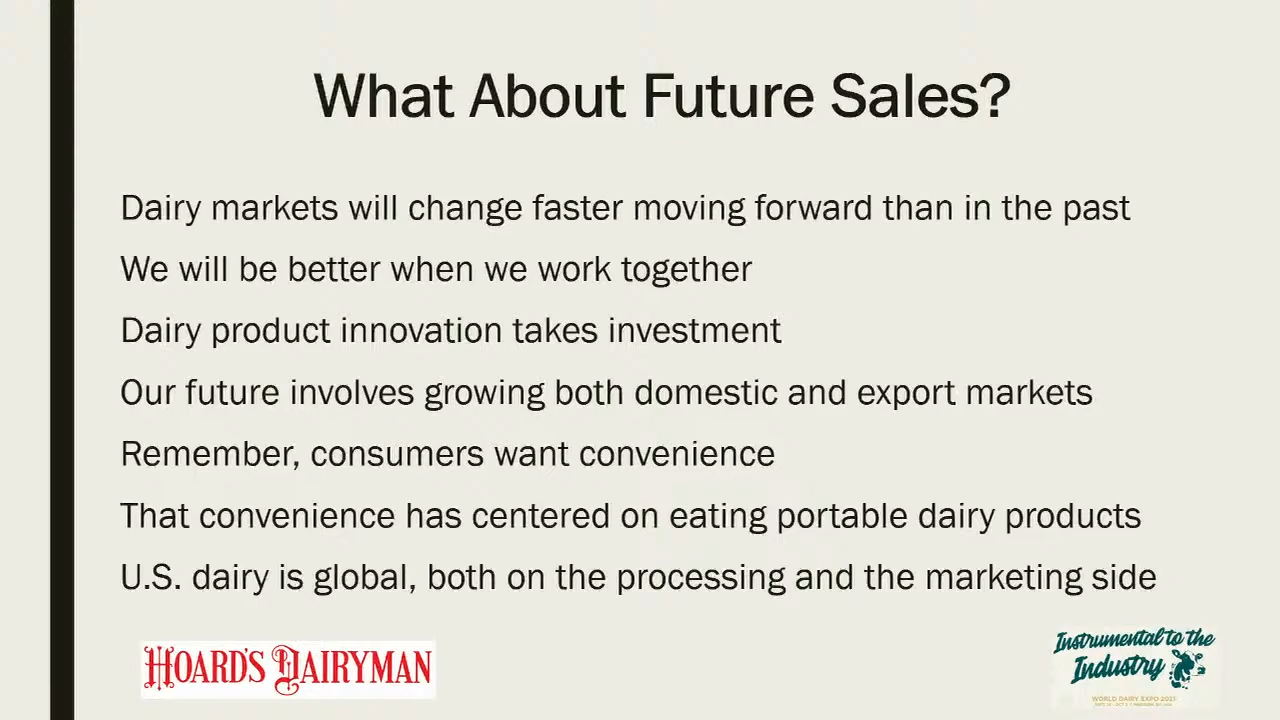 What About Future Sales?
Dairy markets will change faster moving forward than in the past
We will be better when we work together
Dairy product innovation takes investment
Our future involves growing both domestic and export markets
Remember, consumers want convenience
That convenience has centered on eating portable dairy products
U.S. dairy is global, both on the processing and the marketing side
HOARD'S DAIRYMAN
Instrumental to the
Industry
WORLD DAIRY EXPO 2021